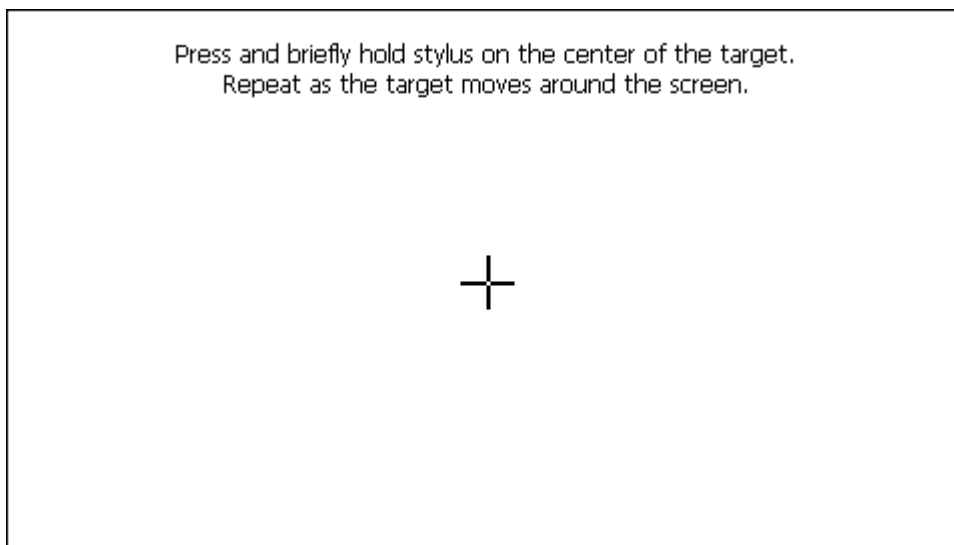 Press and briefly hold stylus on the center of the target.
Repeat as the target moves around the screen.